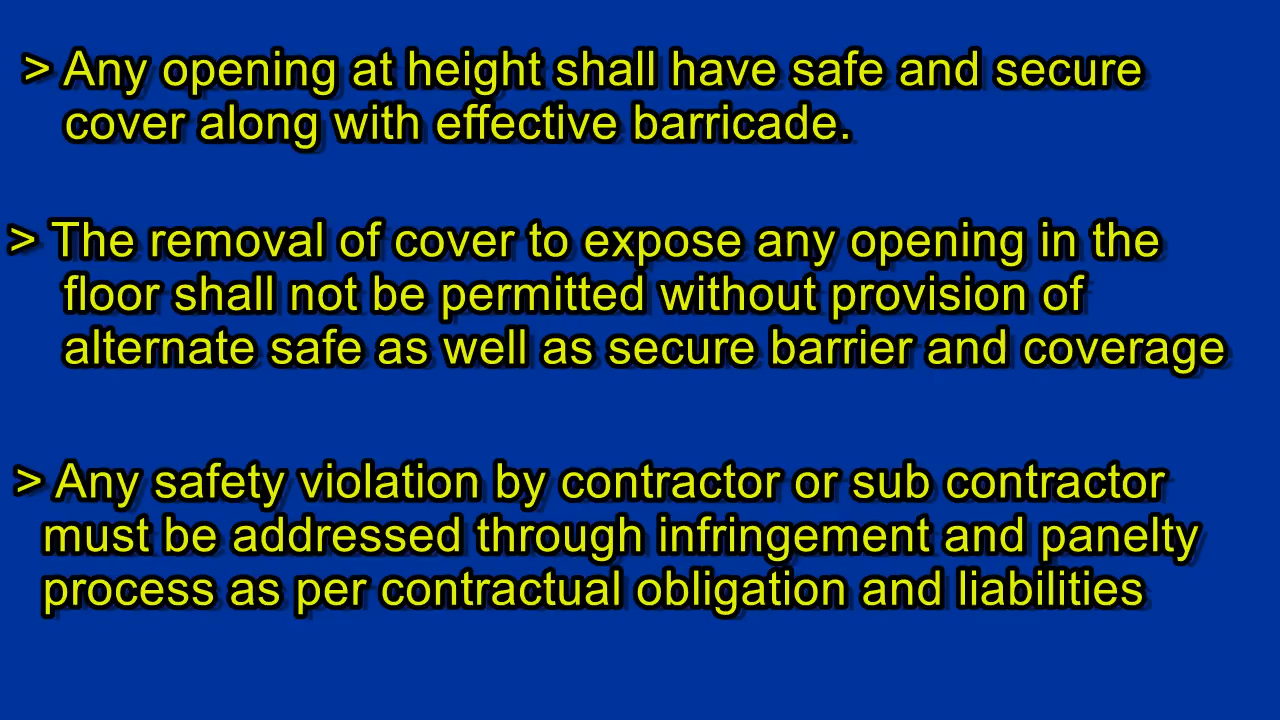 > Any opening at height shall have safe and secure
cover along with effective barricade.
> The removal of cover to expose any opening in the
floor shall not be permitted without provision of
alternate safe as well as secure barrier and coverage
> Any safety violation by contractor or sub contractor
must be addressed through infringement and panelty
process as per contractual obligation and liabilities